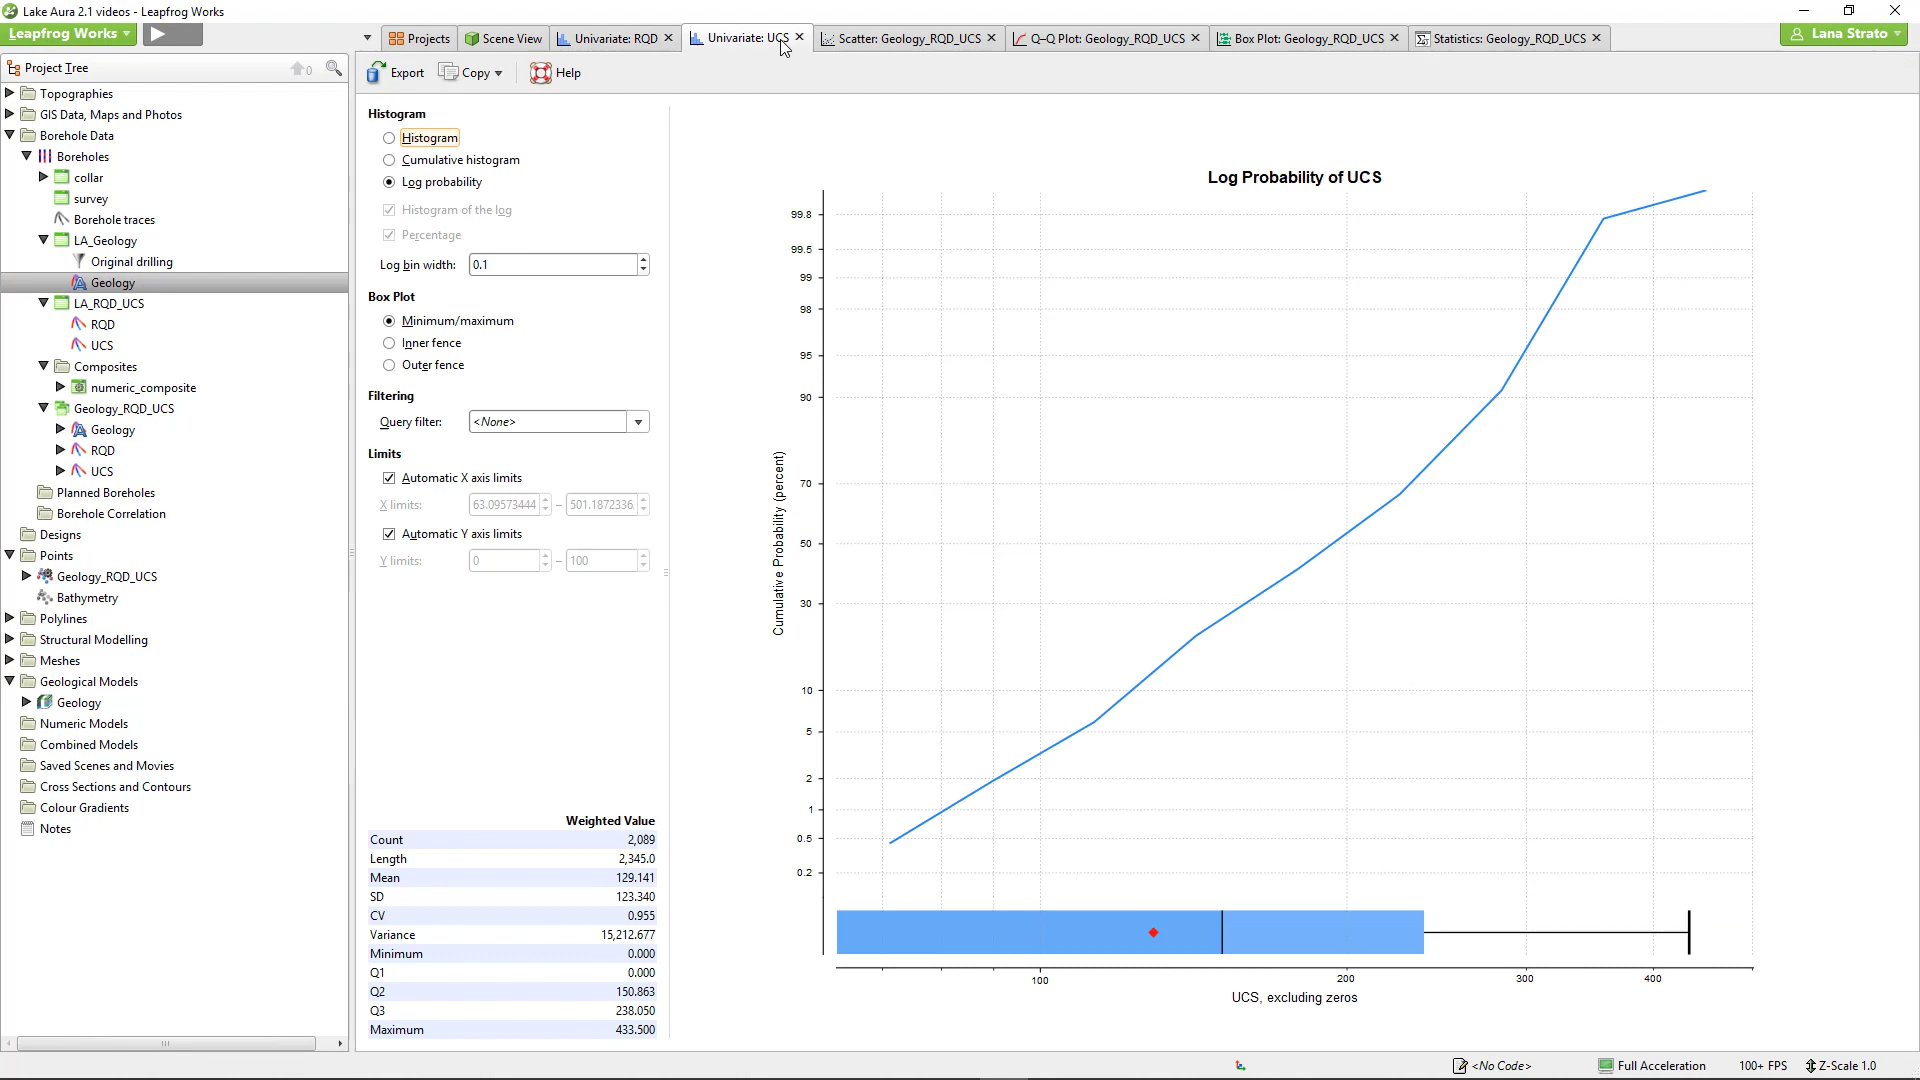 Lake Aura 2.1 videos - Leapfrog Works
Leapfrog Works
Projects
Scene View
Univariate: RQD
Univariate: UCS
Scatter: Geology_RQD_UCS
Q-Q Plot: Geology_RQD_UCS
Box Plot: Geology_RQD_UCS
Statistics: Geology_RQD_UCS
Lana Strato
Project Tree
0
Export
Copy
Help
Topographies
GIS Data, Maps and Photos
Borehole Data
Boreholes
collar
survey
Borehole traces
LA_Geology
Original drilling
Geology
LA_RQD_UCS
RQD
UCS
Composites
numeric_composite
Geology_RQD_UCS
Geology
RQD
UCS
Planned Boreholes
Borehole Correlation
Designs
Points
Geology_RQD_UCS
Bathymetry
Polylines
Structural Modelling
Meshes
Geological Models
Geology
Numeric Models
Combined Models
Saved Scenes and Movies
Cross Sections and Contours
Colour Gradients
Notes
Histogram
Histogram
Cumulative histogram
Log probability
Histogram of the log
Percentage
Log bin width: 0.1
Box Plot
Minimum/maximum
Inner fence
Outer fence
Filtering
Query filter: <None>
Limits
Automatic X axis limits
X limits: 63.09573444 – 501.1872336
Automatic Y axis limits
Y limits: 0 – 100
Weighted Value
Count 2,089
Length 2,345.0
Mean 129.141
SD 123.340
CV 0.955
Variance 15,212.677
Minimum 0.000
Q1 0.000
Q2 150.863
Q3 238.050
Maximum 433.500
Log Probability of UCS
Cumulative Probability (percent)
99.8
99.5
99
98
95
90
70
50
30
10
5
2
1
0.5
0.2
100 200 300 400
UCS, excluding zeros
<No Code>
Full Acceleration
100+ FPS
Z-Scale 1.0